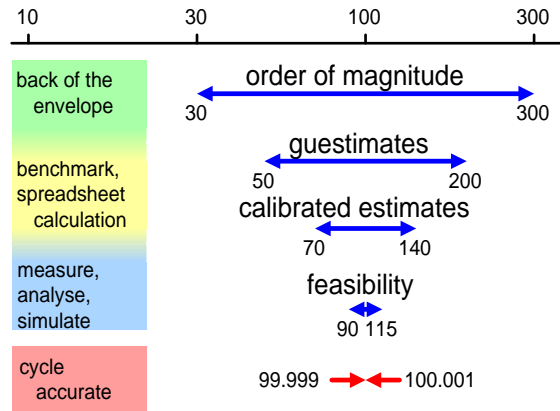 10 30 100 300
back of the
envelope
order of magnitude
30 300
guestimates
50 200
benchmark,
spreadsheet
calculation
calibrated estimates
70 140
measure,
analyse,
simulate
feasibility
90 115
cycle
accurate
99.999 100.001